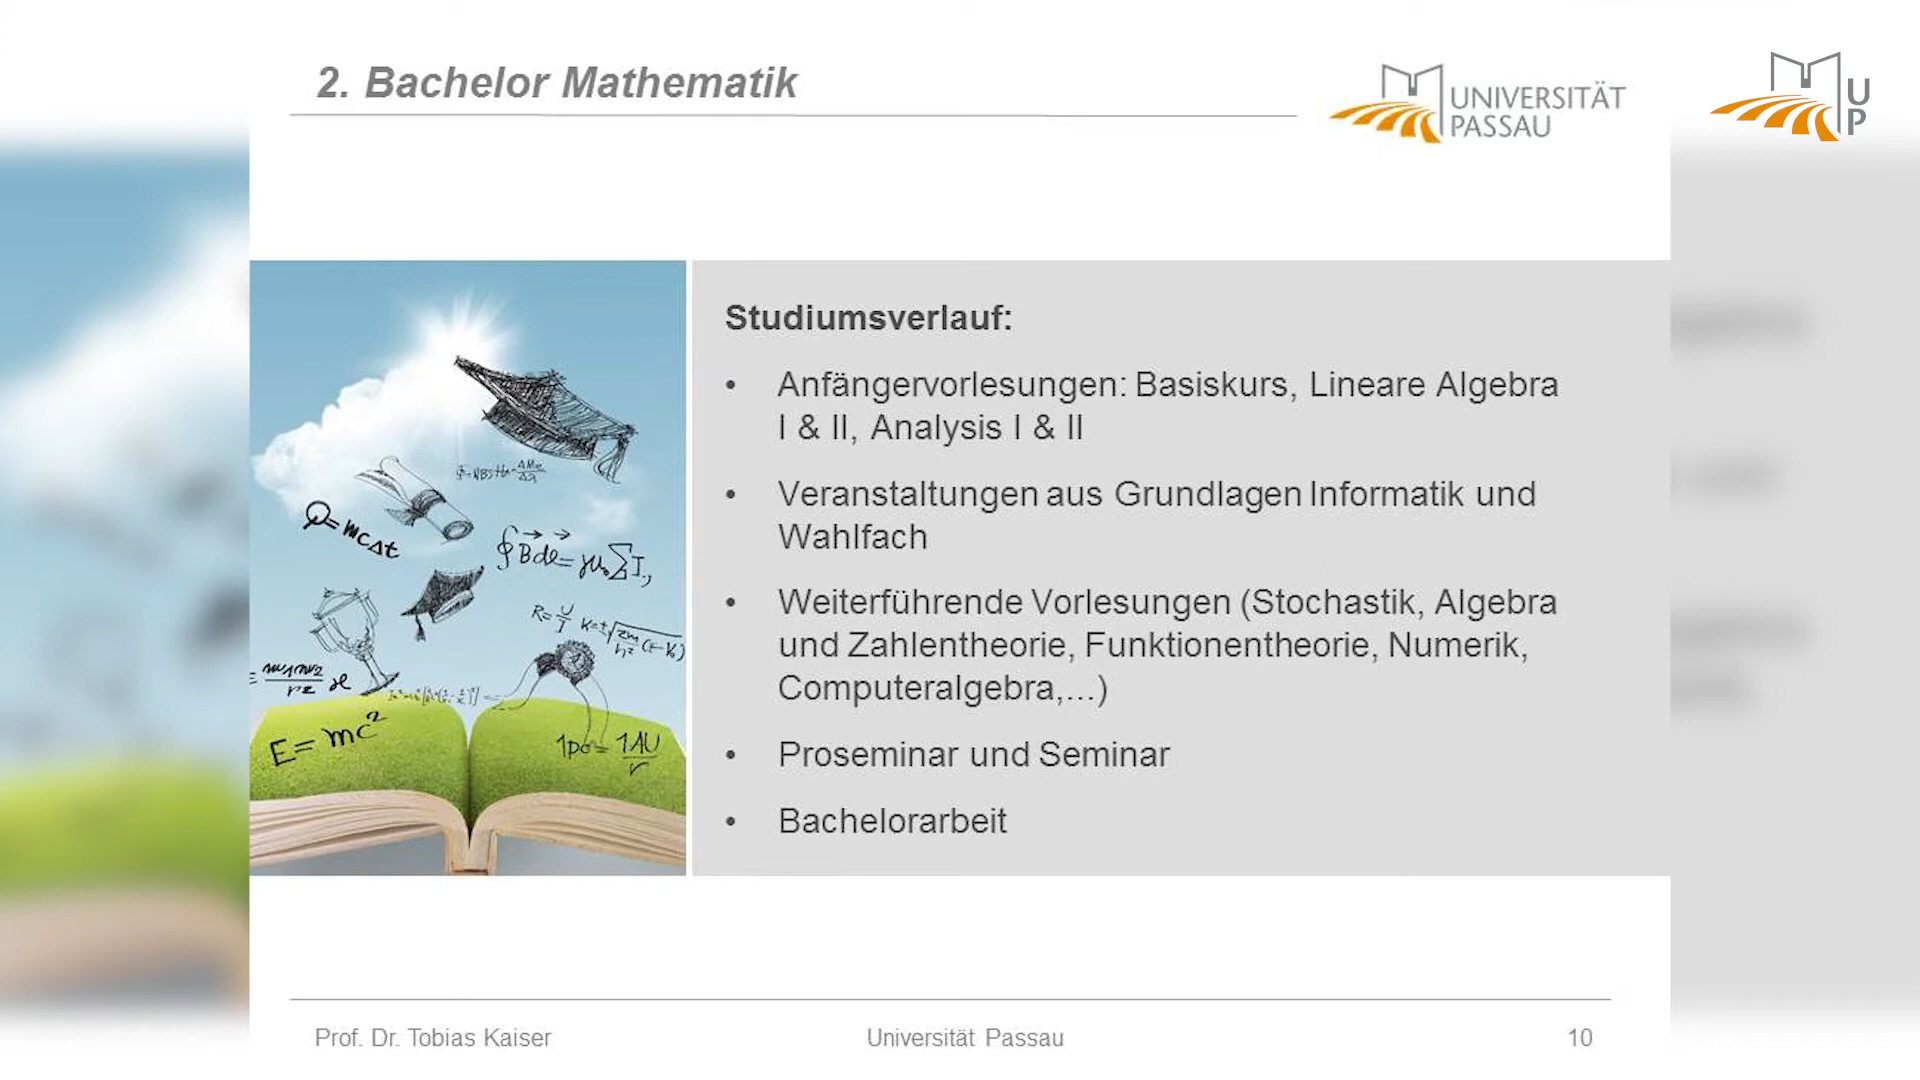 2. Bachelor Mathematik
UNIVERSITÄT
PASSAU
U
P
Studiumsverlauf:
• Anfängervorlesungen: Basiskurs, Lineare Algebra
I & II, Analysis I & II
• Veranstaltungen aus Grundlagen Informatik und
Wahlfach
• Weiterführende Vorlesungen (Stochastik, Algebra
und Zahlentheorie, Funktionentheorie, Numerik,
Computeralgebra,...)
• Proseminar und Seminar
• Bachelorarbeit
Q=mcΔt
E=mc²
Prof. Dr. Tobias Kaiser
Universität Passau
10